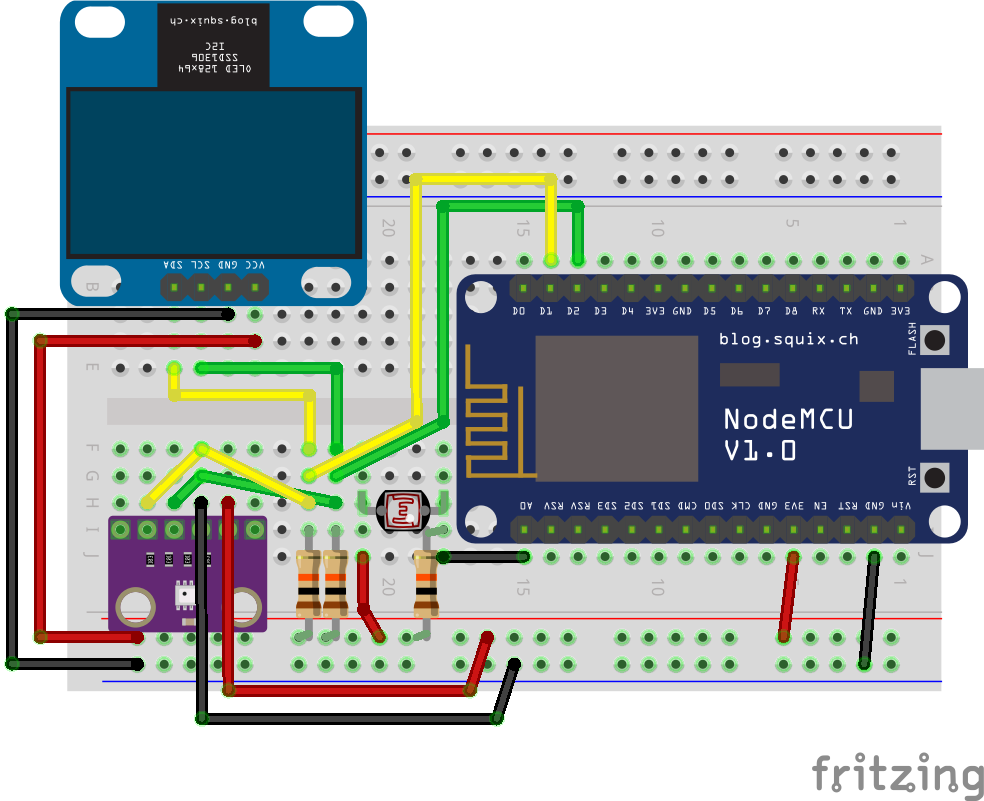 blog.squix.ch
I2C
SSD1306
OLED 128x64
SDA SCL GND VCC
20 15 10 5 1
A
B
E
F
G
H
I
J
J
D0 D1 D2 D3 D4 3V3 GND D5 D6 D7 D8 RX TX GND 3V3
blog.squix.ch
FLASH
NodeMCU
V1.0
RST
A0 RSV RSV SD3 SD2 SD1 CMD SD0 CLK GND 3V3 EN RST GND Vin
20 15 10 5 1
fritzing